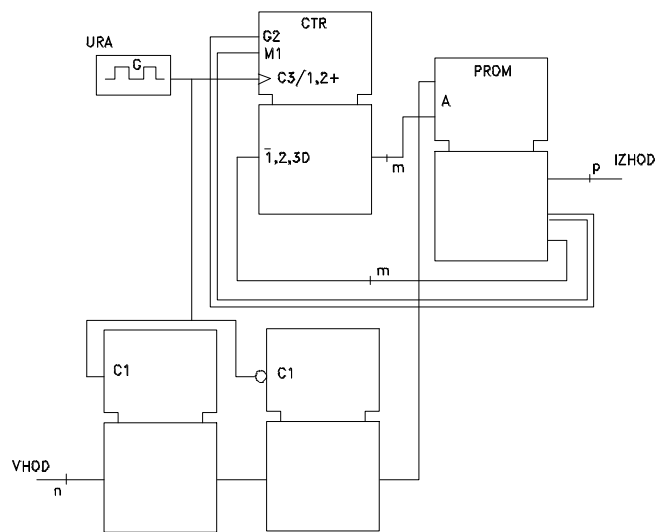 URA
G
CTR
G2
M1
C3/1,2+
1̅,2,3D
m
PROM
A
p
IZHOD
m
C1
C1
VHOD
n